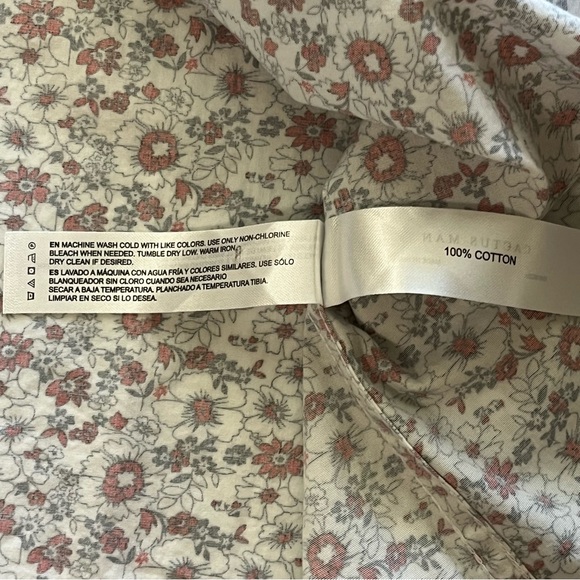 EN MACHINE WASH COLD WITH LIKE COLORS. USE ONLY NON-CHLORINE
BLEACH WHEN NEEDED. TUMBLE DRY LOW. WARM IRON.
DRY CLEAN IF DESIRED.
ES LAVADO A MÁQUINA CON AGUA FRÍA Y COLORES SIMILARES. USE SÓLO
BLANQUEADOR SIN CLORO CUANDO SEA NECESARIO
SECAR A BAJA TEMPERATURA. PLANCHADO A TEMPERATURA TIBIA.
LIMPIAR EN SECO SI LO DESEA.
CACTUS MAN
100% COTTON